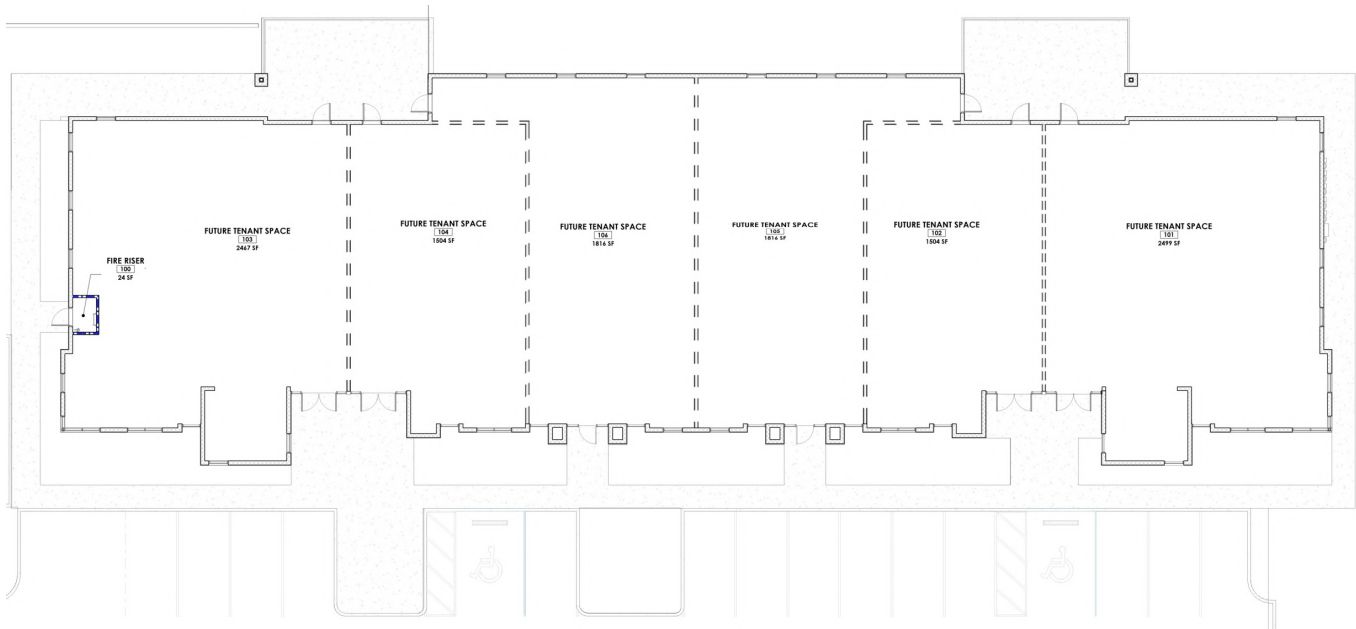 FUTURE TENANT SPACE
103
2467 SF
FIRE RISER
100
24 SF
FUTURE TENANT SPACE
104
1504 SF
FUTURE TENANT SPACE
106
1816 SF
FUTURE TENANT SPACE
105
1816 SF
FUTURE TENANT SPACE
102
1504 SF
FUTURE TENANT SPACE
101
2499 SF